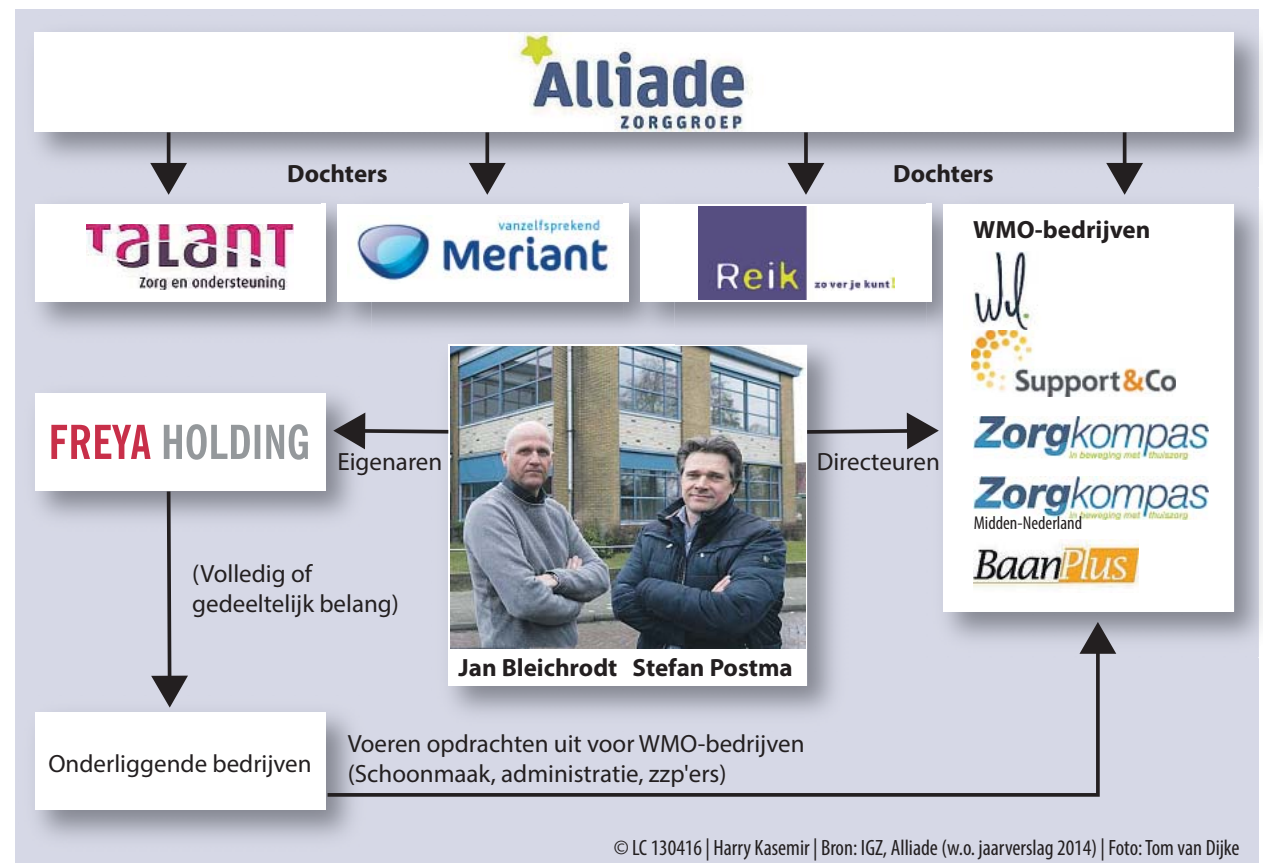 Alliade
ZORGGROEP
Dochters
Dochters
TALANT
Zorg en ondersteuning
vanzelfsprekend
Meriant
Reik zo ver je kunt!
WMO-bedrijven
Wil.
Support&Co
Zorgkompas
in beweging met thuiszorg
Zorgkompas
in beweging met thuiszorg
Midden-Nederland
BaanPlus
FREYA HOLDING
Eigenaren
Directeuren
(Volledig of
gedeeltelijk belang)
Jan Bleichrodt Stefan Postma
Onderliggende bedrijven
Voeren opdrachten uit voor WMO-bedrijven
(Schoonmaak, administratie, zzp'ers)
© LC 130416 | Harry Kasemir | Bron: IGZ, Alliade (w.o. jaarverslag 2014) | Foto: Tom van Dijke